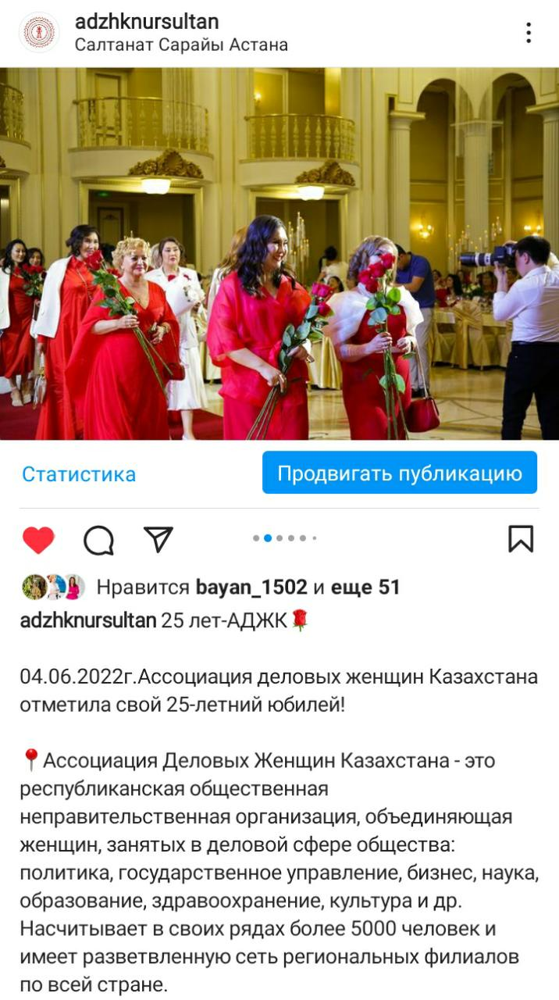 adzhknursultan
Салтанат Сарайы Астана
Статистика
Продвигать публикацию
Нравится bayan_1502 и еще 51
adzhknursultan 25 лет-АДЖК🌹
04.06.2022г.Ассоциация деловых женщин Казахстана
отметила свой 25-летний юбилей!
📍Ассоциация Деловых Женщин Казахстана - это
республиканская общественная
неправительственная организация, объединяющая
женщин, занятых в деловой сфере общества:
политика, государственное управление, бизнес, наука,
образование, здравоохранение, культура и др.
Насчитывает в своих рядах более 5000 человек и
имеет разветвленную сеть региональных филиалов
по всей стране.